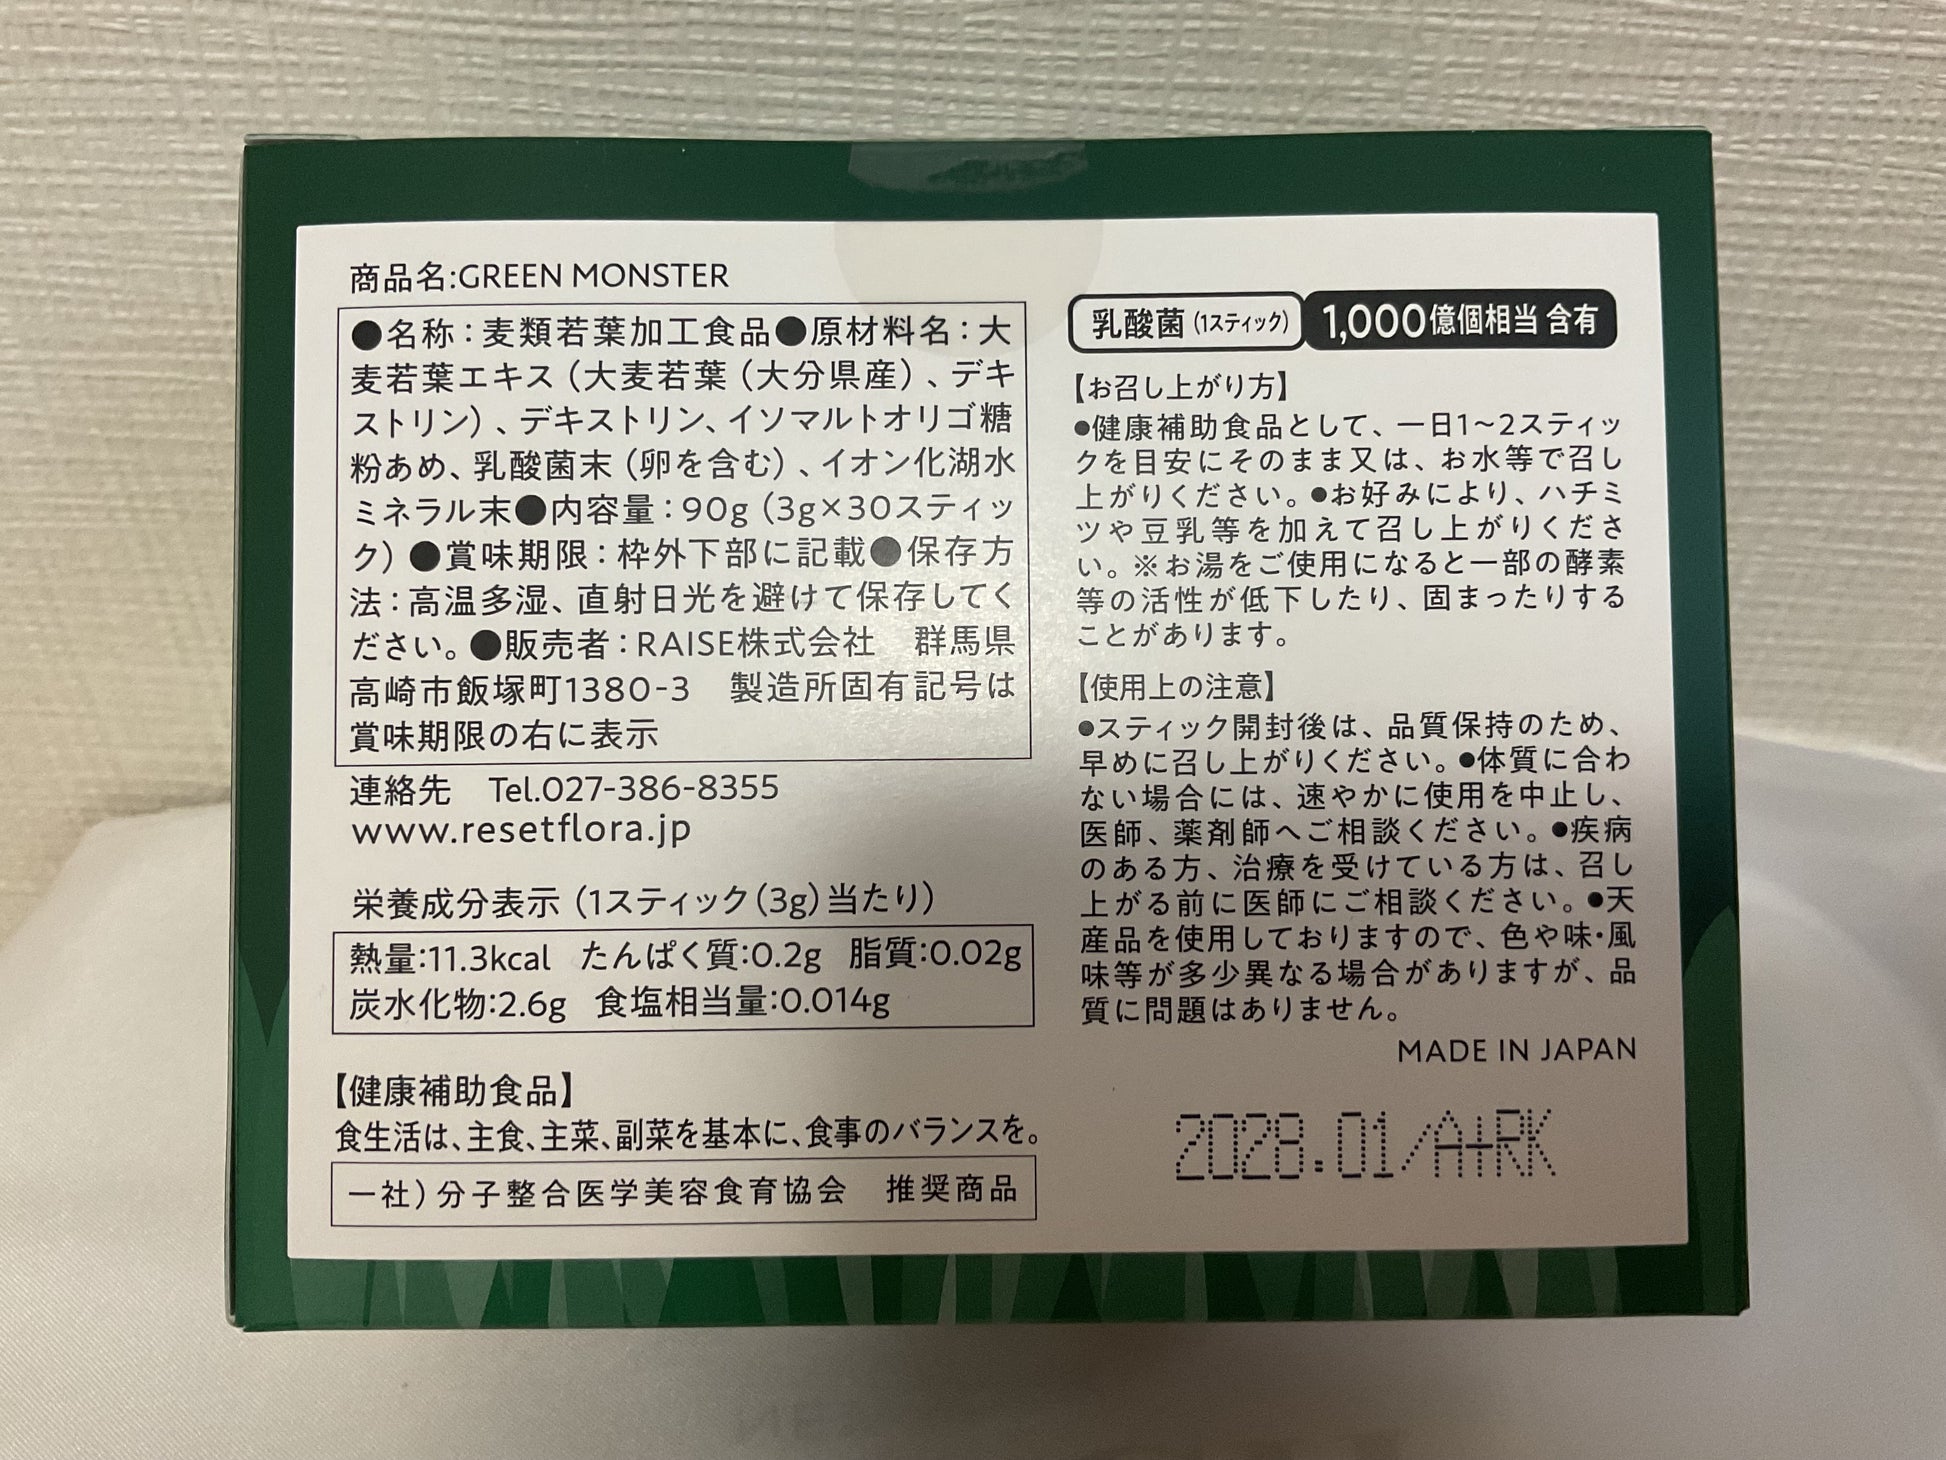 商品名:GREEN MONSTER
●名称：麦類若葉加工食品●原材料名：大
麦若葉エキス（大麦若葉（大分県産）、デキ
ストリン）、デキストリン、イソマルトオリゴ糖
粉あめ、乳酸菌末（卵を含む）、イオン化湖水
ミネラル末●内容量：90g（3g×30スティッ
ク）●賞味期限：枠外下部に記載●保存方
法：高温多湿、直射日光を避けて保存してく
ださい。●販売者：RAISE株式会社　群馬県
高崎市飯塚町1380-3　製造所固有記号は
賞味期限の右に表示
連絡先　Tel.027-386-8355
www.resetflora.jp
栄養成分表示（1スティック（3g）当たり）
熱量:11.3kcal　たんぱく質:0.2g　脂質:0.02g
炭水化物:2.6g　食塩相当量:0.014g
【健康補助食品】
食生活は、主食、主菜、副菜を基本に、食事のバランスを。
一社）分子整合医学美容食育協会　推奨商品
乳酸菌（1スティック） 1,000億個相当 含有
【お召し上がり方】
●健康補助食品として、一日1～2スティッ
クを目安にそのまま又は、お水等で召し
上がりください。●お好みにより、ハチミ
ツや豆乳等を加えて召し上がりくださ
い。※お湯をご使用になると一部の酵素
等の活性が低下したり、固まったりする
ことがあります。
【使用上の注意】
●スティック開封後は、品質保持のため、
早めに召し上がりください。●体質に合わ
ない場合には、速やかに使用を中止し、
医師、薬剤師へご相談ください。●疾病
のある方、治療を受けている方は、召し
上がる前に医師にご相談ください。●天
産品を使用しておりますので、色や味・風
味等が多少異なる場合がありますが、品
質に問題はありません。
MADE IN JAPAN
2028.01/A+RK